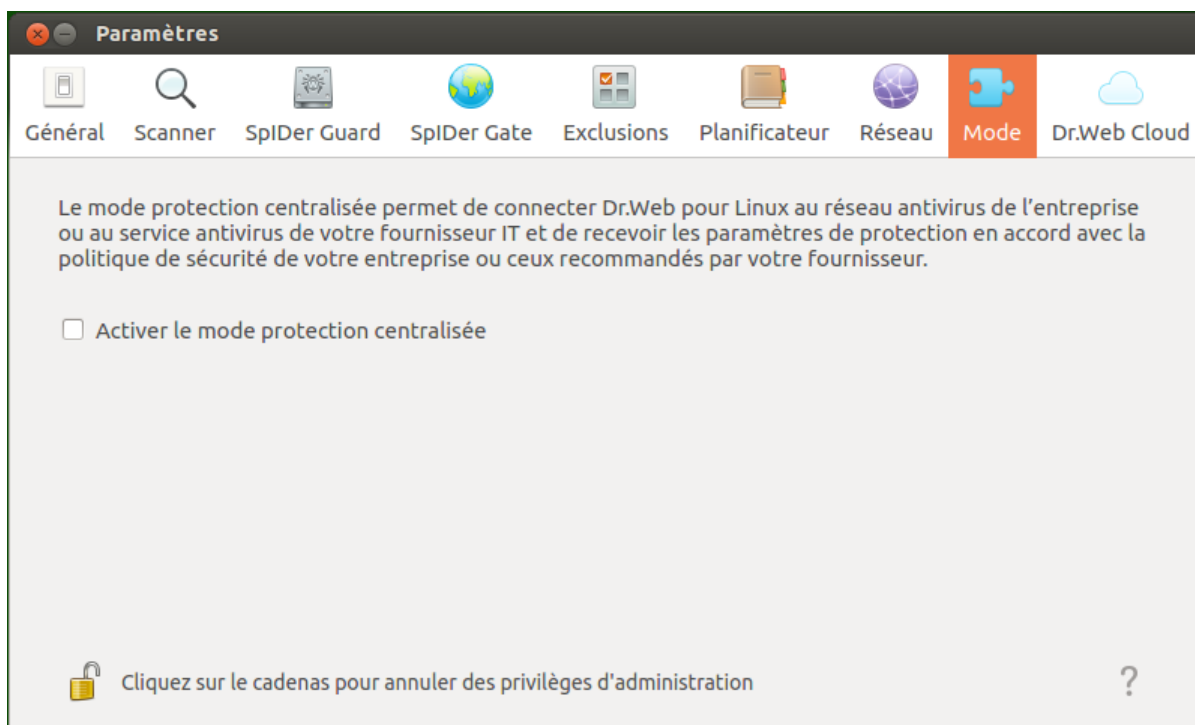 Paramètres
Général Scanner SpIDer Guard SpIDer Gate Exclusions Planificateur Réseau Mode Dr.Web Cloud
Le mode protection centralisée permet de connecter Dr.Web pour Linux au réseau antivirus de l’entreprise
ou au service antivirus de votre fournisseur IT et de recevoir les paramètres de protection en accord avec la
politique de sécurité de votre entreprise ou ceux recommandés par votre fournisseur.
Activer le mode protection centralisée
Cliquez sur le cadenas pour annuler des privilèges d'administration
?